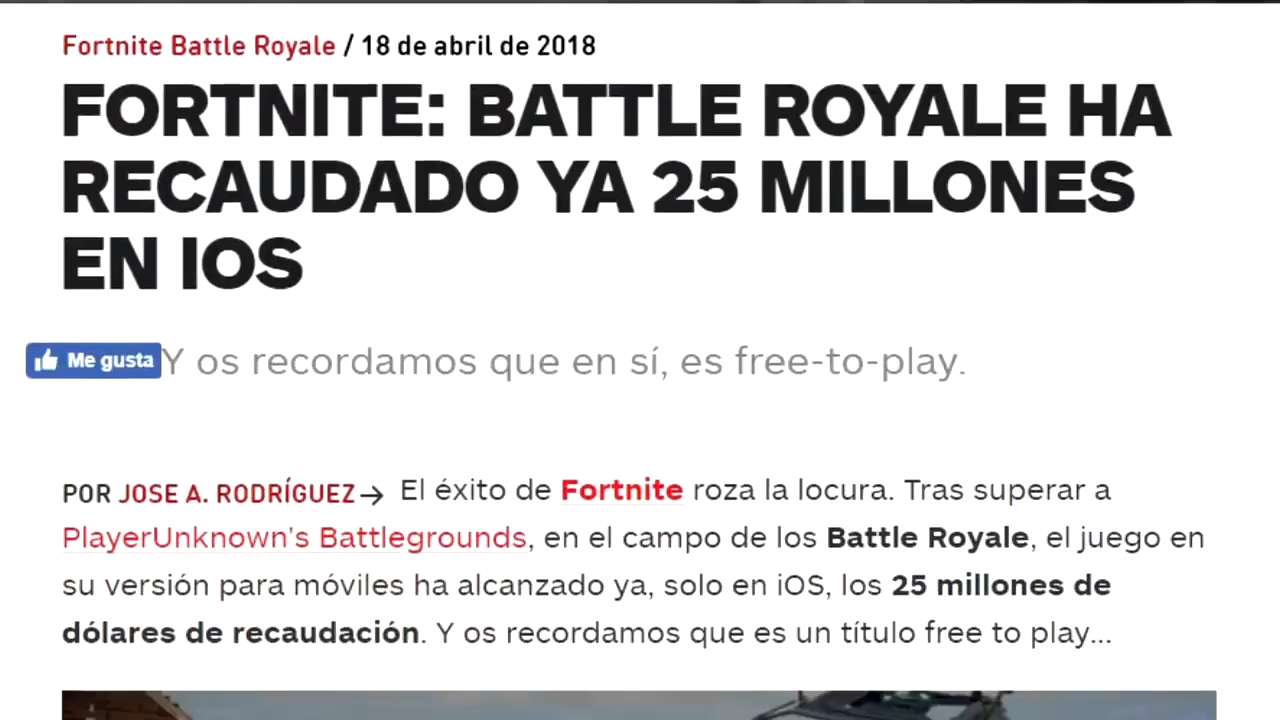 Fortnite Battle Royale / 18 de abril de 2018
FORTNITE: BATTLE ROYALE HA
RECAUDADO YA 25 MILLONES
EN IOS
Me gusta
Y os recordamos que en sí, es free-to-play.
POR JOSE A. RODRÍGUEZ→ El éxito de Fortnite roza la locura. Tras superar a
PlayerUnknown's Battlegrounds, en el campo de los Battle Royale, el juego en
su versión para móviles ha alcanzado ya, solo en iOS, los 25 millones de
dólares de recaudación. Y os recordamos que es un título free to play...